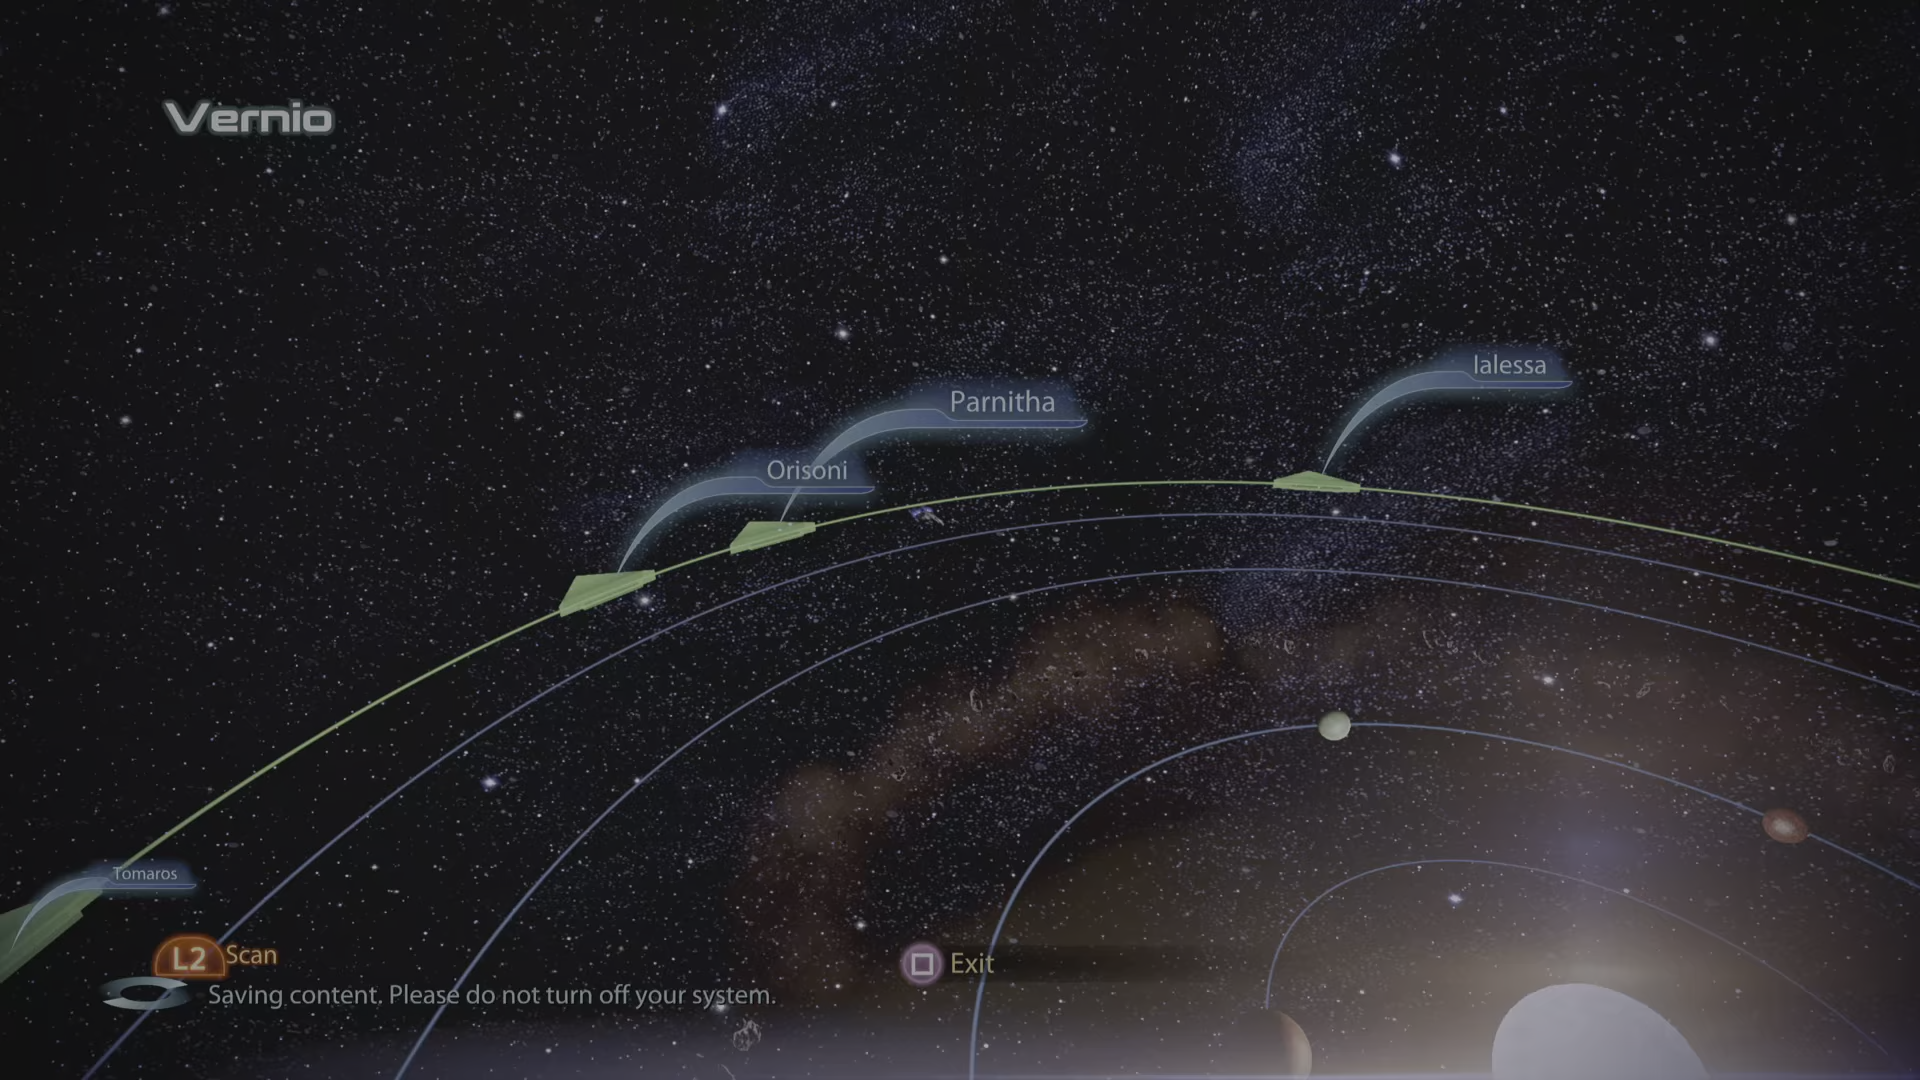 Vernio
Ialessa
Parnitha
Orisoni
Tomaros
L2 Scan
Exit
Saving content. Please do not turn off your system.